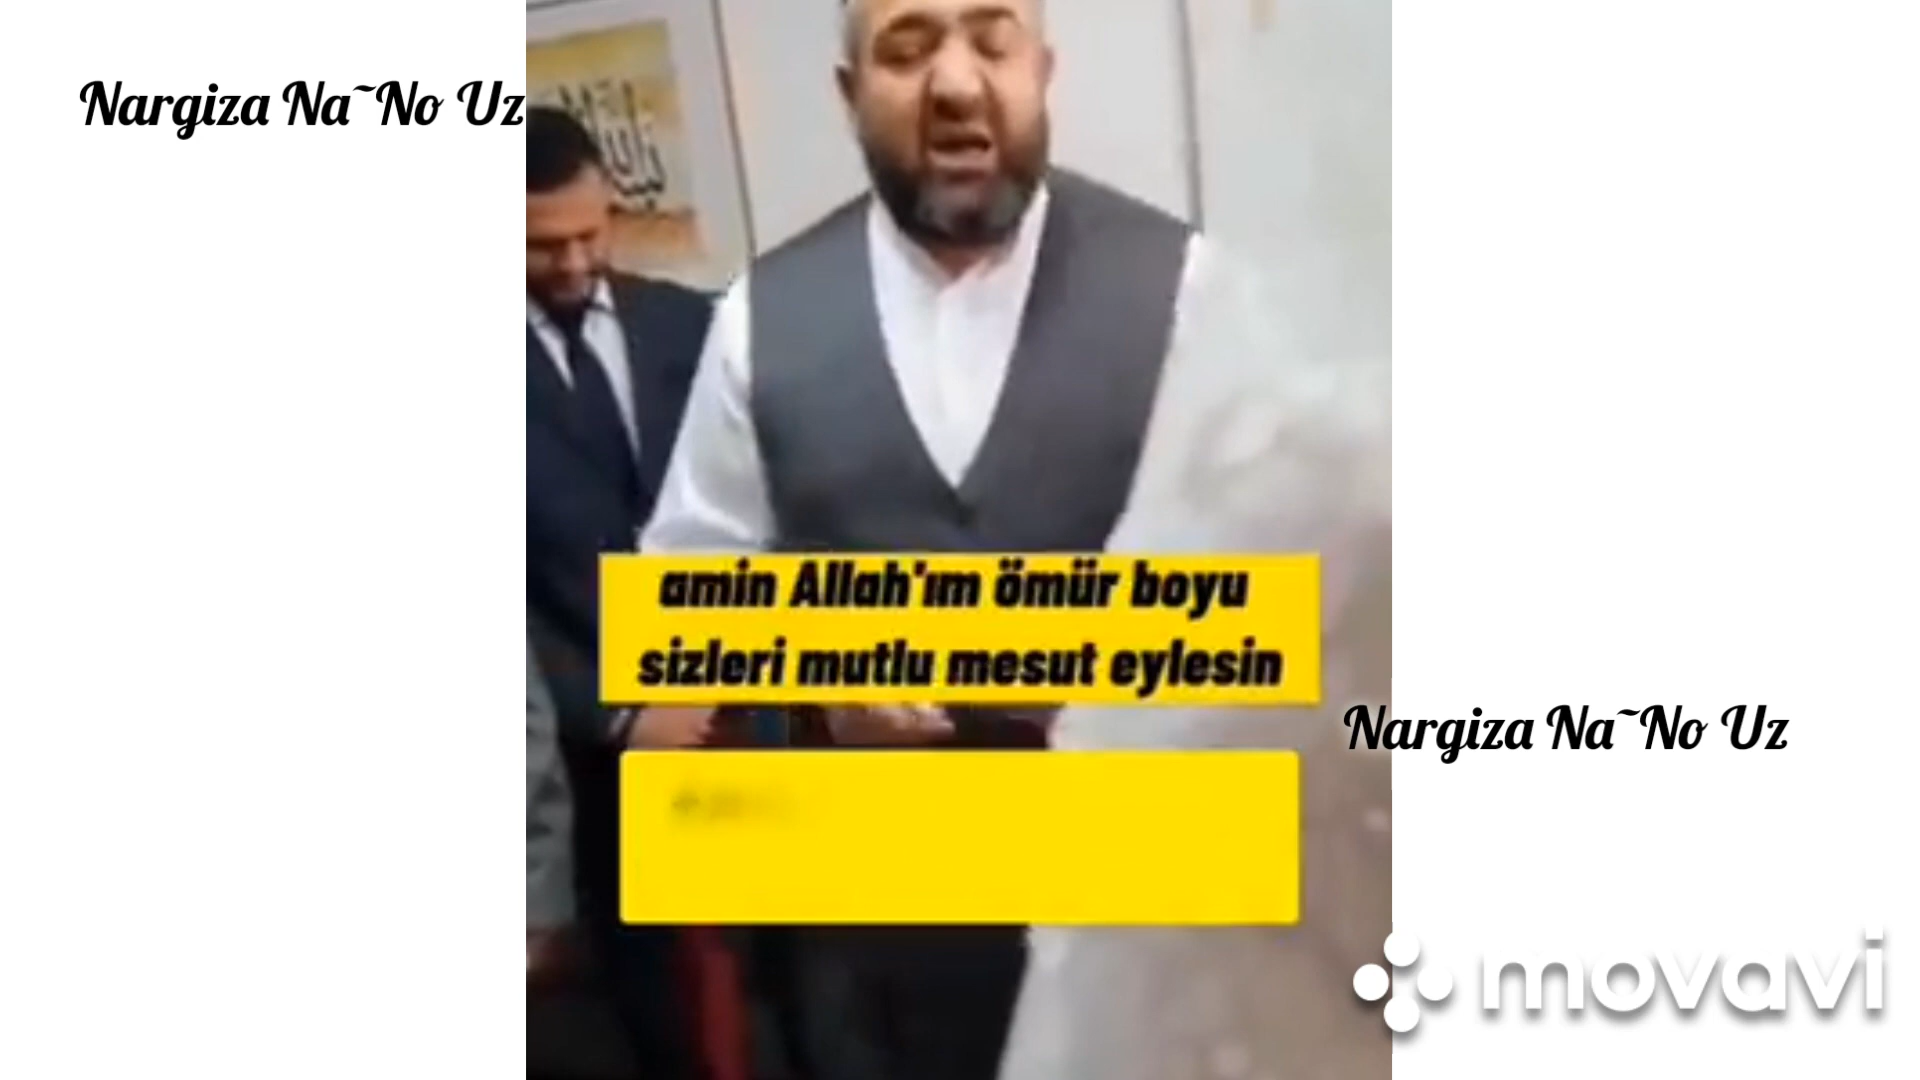 Nargiza Na~No Uz
amin Allah'ım ömür boyu
sizleri mutlu mesut eylesin
Nargiza Na~No Uz
movavi